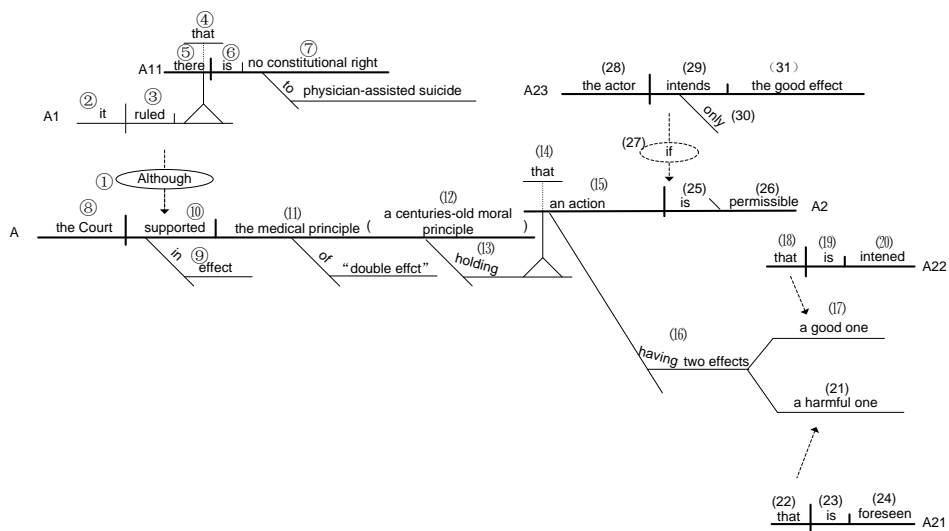 ④
that
⑤ ⑥ ⑦
A11 there is no constitutional right
to physician-assisted suicide
② ③
A1 it ruled
① Although
⑧ ⑩ (11) (12)
A the Court supported the medical principle ( a centuries-old moral principle )
in ⑨ effect
of “double effct”
(13) holding
(14)
that
(15) (25) (26)
an action is permissible A2
(28) (29) (31)
A23 the actor intends the good effect
only (30)
(27) if
(18) (19) (20)
that is intened A22
(17)
a good one
(16)
having two effects
(21)
a harmful one
(22) (23) (24)
that is foreseen A21